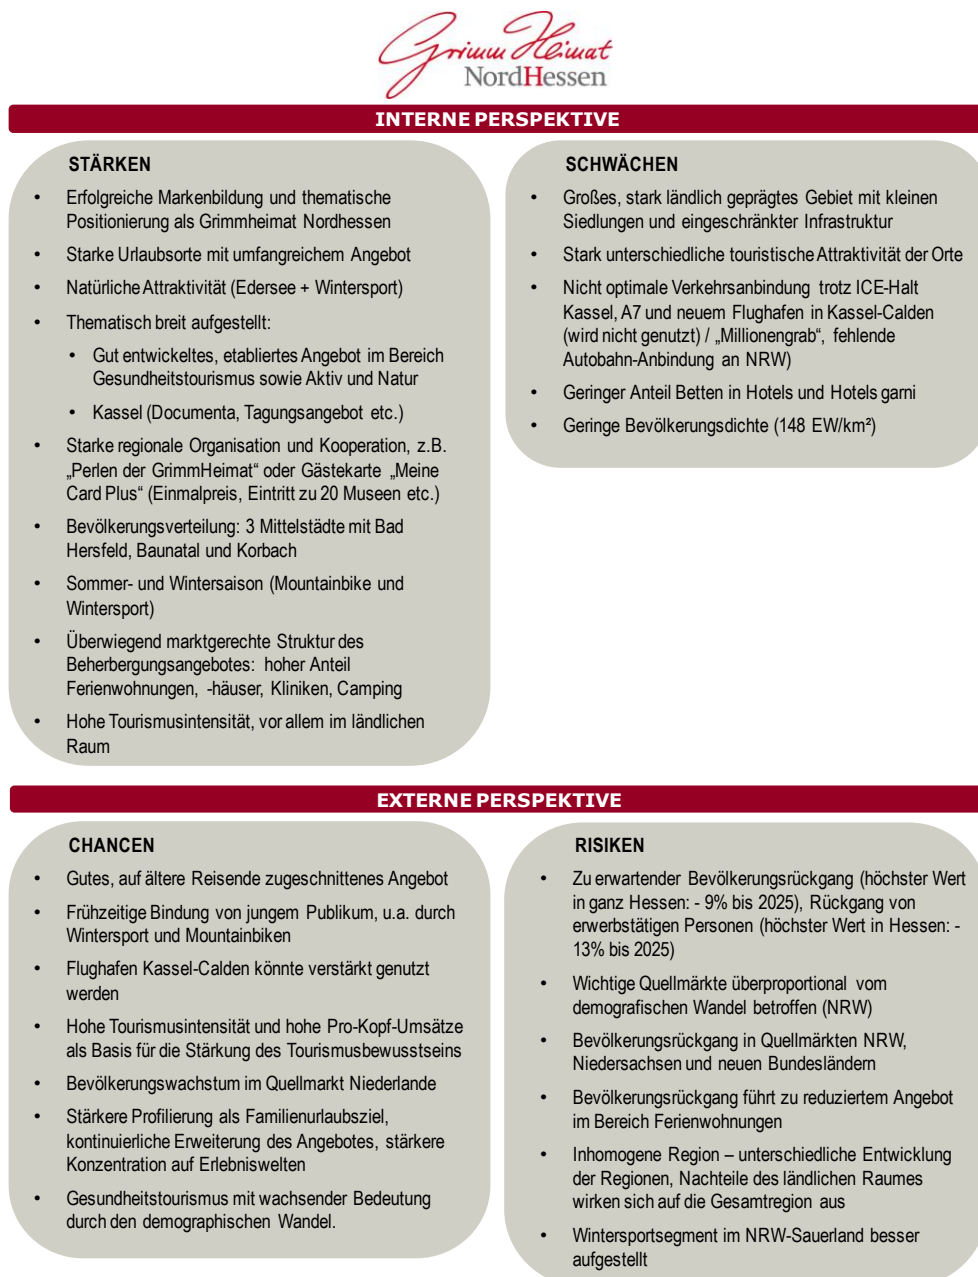 Grimm Heimat
NordHessen
INTERNE PERSPEKTIVE
STÄRKEN
• Erfolgreiche Markenbildung und thematische
Positionierung als Grimmheimat Nordhessen
• Starke Urlaubsorte mit umfangreichem Angebot
• Natürliche Attraktivität (Edersee + Wintersport)
• Thematisch breit aufgestellt:
• Gut entwickeltes, etabliertes Angebot im Bereich
Gesundheitstourismus sowie Aktiv und Natur
• Kassel (Documenta, Tagungsangebot etc.)
• Starke regionale Organisation und Kooperation, z.B.
„Perlen der GrimmHeimat“ oder Gästekarte „Meine
Card Plus“ (Einmalpreis, Eintritt zu 20 Museen etc.)
• Bevölkerungsverteilung: 3 Mittelstädte mit Bad
Hersfeld, Baunatal und Korbach
• Sommer- und Wintersaison (Mountainbike und
Wintersport)
• Überwiegend marktgerechte Struktur des
Beherbergungsangebotes: hoher Anteil
Ferienwohnungen, -häuser, Kliniken, Camping
• Hohe Tourismusintensität, vor allem im ländlichen
Raum
SCHWÄCHEN
• Großes, stark ländlich geprägtes Gebiet mit kleinen
Siedlungen und eingeschränkter Infrastruktur
• Stark unterschiedliche touristische Attraktivität der Orte
• Nicht optimale Verkehrsanbindung trotz ICE-Halt
Kassel, A7 und neuem Flughafen in Kassel-Calden
(wird nicht genutzt) / „Millionengrab“, fehlende
Autobahn-Anbindung an NRW)
• Geringer Anteil Betten in Hotels und Hotels garni
• Geringe Bevölkerungsdichte (148 EW/km²)
EXTERNE PERSPEKTIVE
CHANCEN
• Gutes, auf ältere Reisende zugeschnittenes Angebot
• Frühzeitige Bindung von jungem Publikum, u.a. durch
Wintersport und Mountainbiken
• Flughafen Kassel-Calden könnte verstärkt genutzt
werden
• Hohe Tourismusintensität und hohe Pro-Kopf-Umsätze
als Basis für die Stärkung des Tourismusbewusstseins
• Bevölkerungswachstum im Quellmarkt Niederlande
• Stärkere Profilierung als Familienurlaubsziel,
kontinuierliche Erweiterung des Angebotes, stärkere
Konzentration auf Erlebniswelten
• Gesundheitstourismus mit wachsender Bedeutung
durch den demographischen Wandel.
RISIKEN
• Zu erwartender Bevölkerungsrückgang (höchster Wert
in ganz Hessen: - 9% bis 2025), Rückgang von
erwerbstätigen Personen (höchster Wert in Hessen: -
13% bis 2025)
• Wichtige Quellmärkte überproportional vom
demografischen Wandel betroffen (NRW)
• Bevölkerungsrückgang in Quellmärkten NRW,
Niedersachsen und neuen Bundesländern
• Bevölkerungsrückgang führt zu reduziertem Angebot
im Bereich Ferienwohnungen
• Inhomogene Region – unterschiedliche Entwicklung
der Regionen, Nachteile des ländlichen Raumes
wirken sich auf die Gesamtregion aus
• Wintersportsegment im NRW-Sauerland besser
aufgestellt